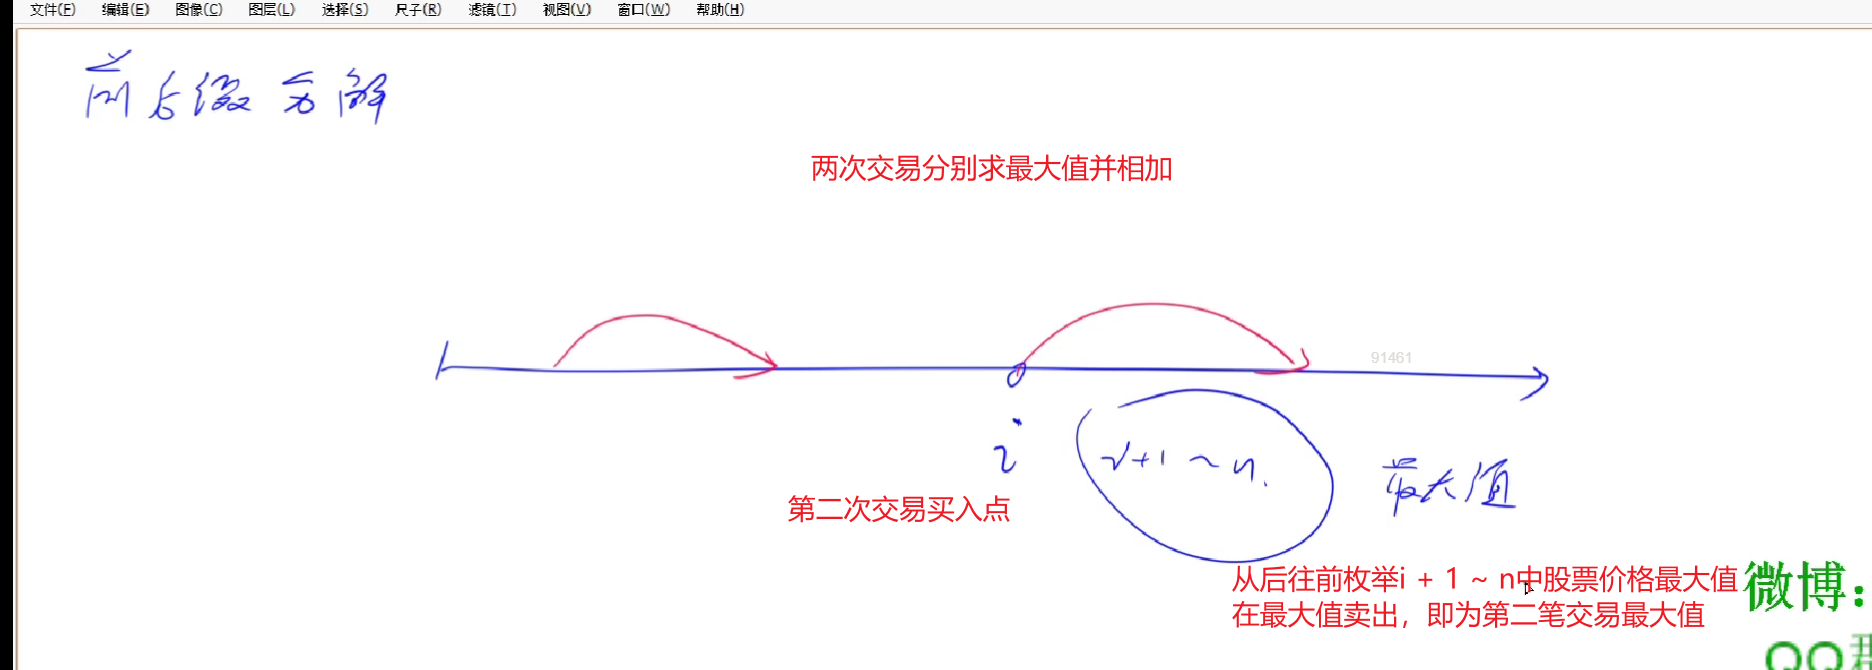 文件(F) 编辑(E) 图像(C) 图层(L) 选择(S) 尺子(R) 滤镜(T) 视图(V) 窗口(W) 帮助(H)
前后缀分解
两次交易分别求最大值并相加
91461
i
i+1 ~ n.
最大值
第二次交易买入点
从后往前枚举i + 1 ~ n中股票价格最大值
在最大值卖出，即为第二笔交易最大值
微博：
QQ群